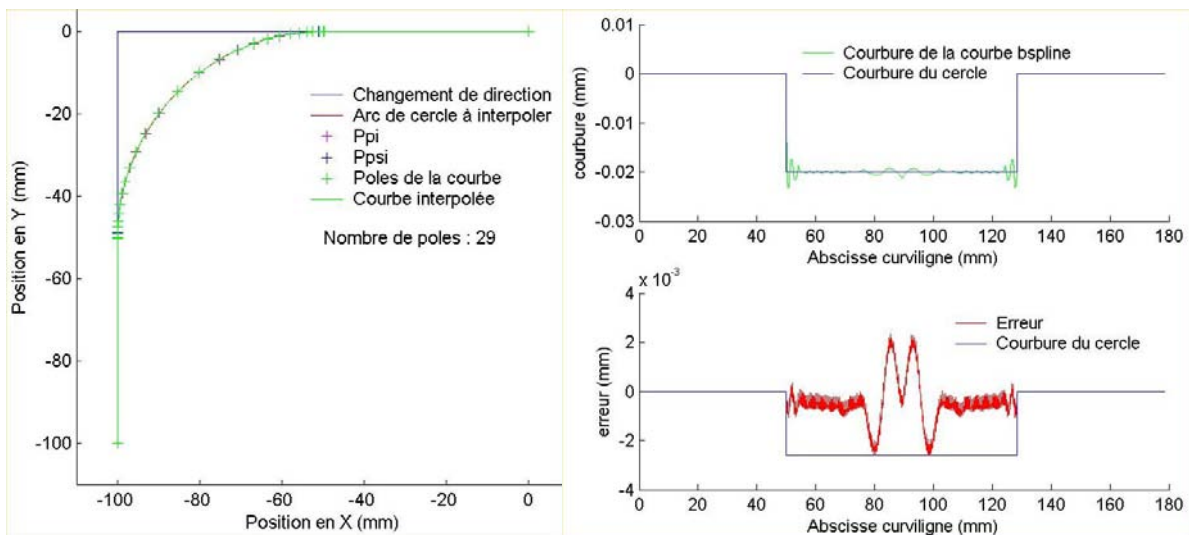 0
-20
-40
-60
-80
-100
Position en Y (mm)
Changement de direction
Arc de cercle à interpoler
Ppi
Ppsi
Poles de la courbe
Courbe interpolée
Nombre de poles : 29
-100
-80
-60
-40
-20
0
Position en X (mm)
0.01
0
-0.01
-0.02
-0.03
courbure (mm)
Courbure de la courbe bspline
Courbure du cercle
0
20
40
60
80
100
120
140
160
180
Abscisse curviligne (mm)
x 10⁻³
4
2
0
-2
-4
erreur (mm)
Erreur
Courbure du cercle
0
20
40
60
80
100
120
140
160
180
Abscisse curviligne (mm)